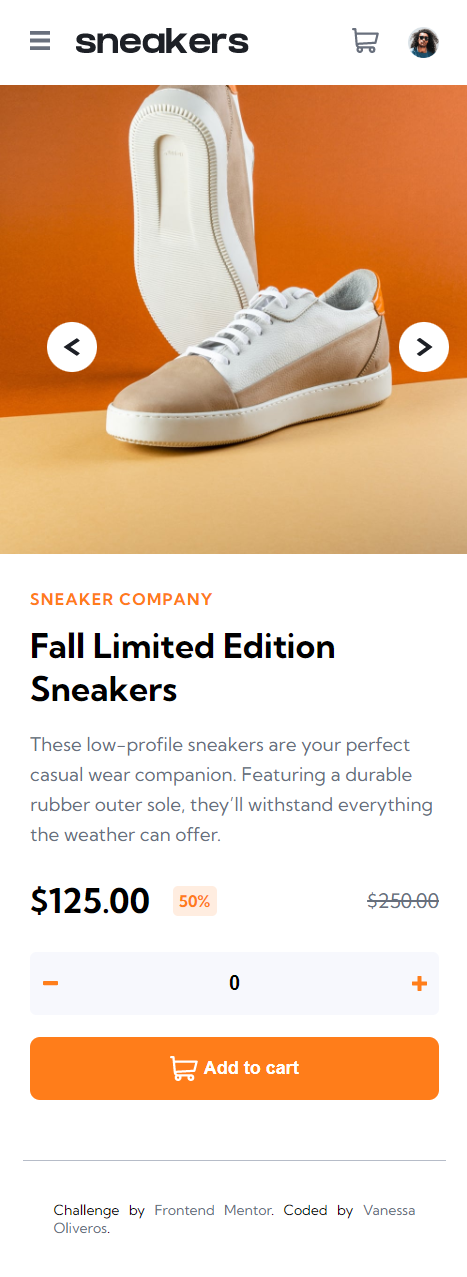 sneakers
SNEAKER COMPANY
Fall Limited Edition
Sneakers
These low-profile sneakers are your perfect
casual wear companion. Featuring a durable
rubber outer sole, they’ll withstand everything
the weather can offer.
$125.00 50% $250.00
0
Add to cart
Challenge by Frontend Mentor. Coded by Vanessa
Oliveros.